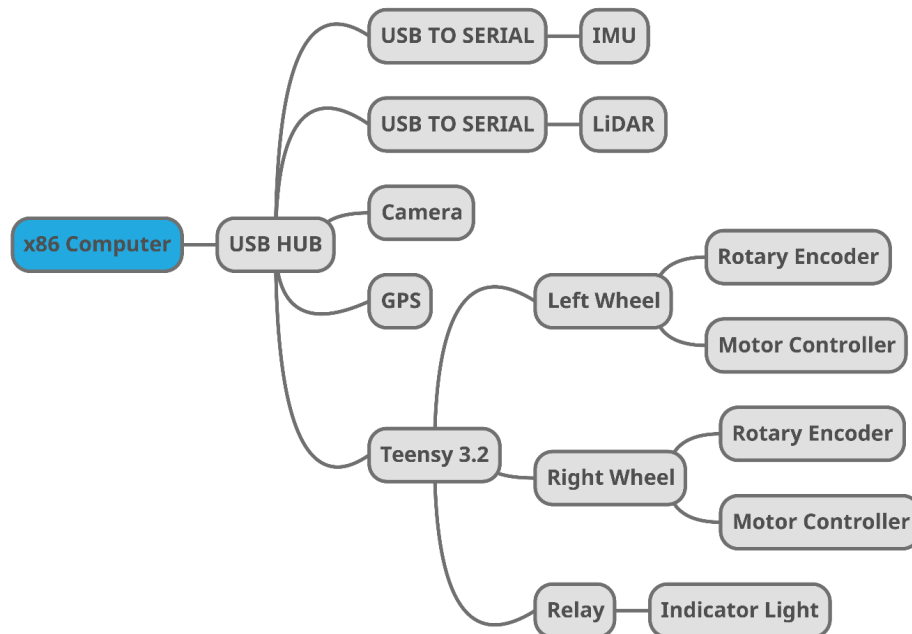 USB TO SERIAL
IMU
USB TO SERIAL
LiDAR
Camera
x86 Computer
USB HUB
GPS
Left Wheel
Rotary Encoder
Motor Controller
Teensy 3.2
Right Wheel
Rotary Encoder
Motor Controller
Relay
Indicator Light